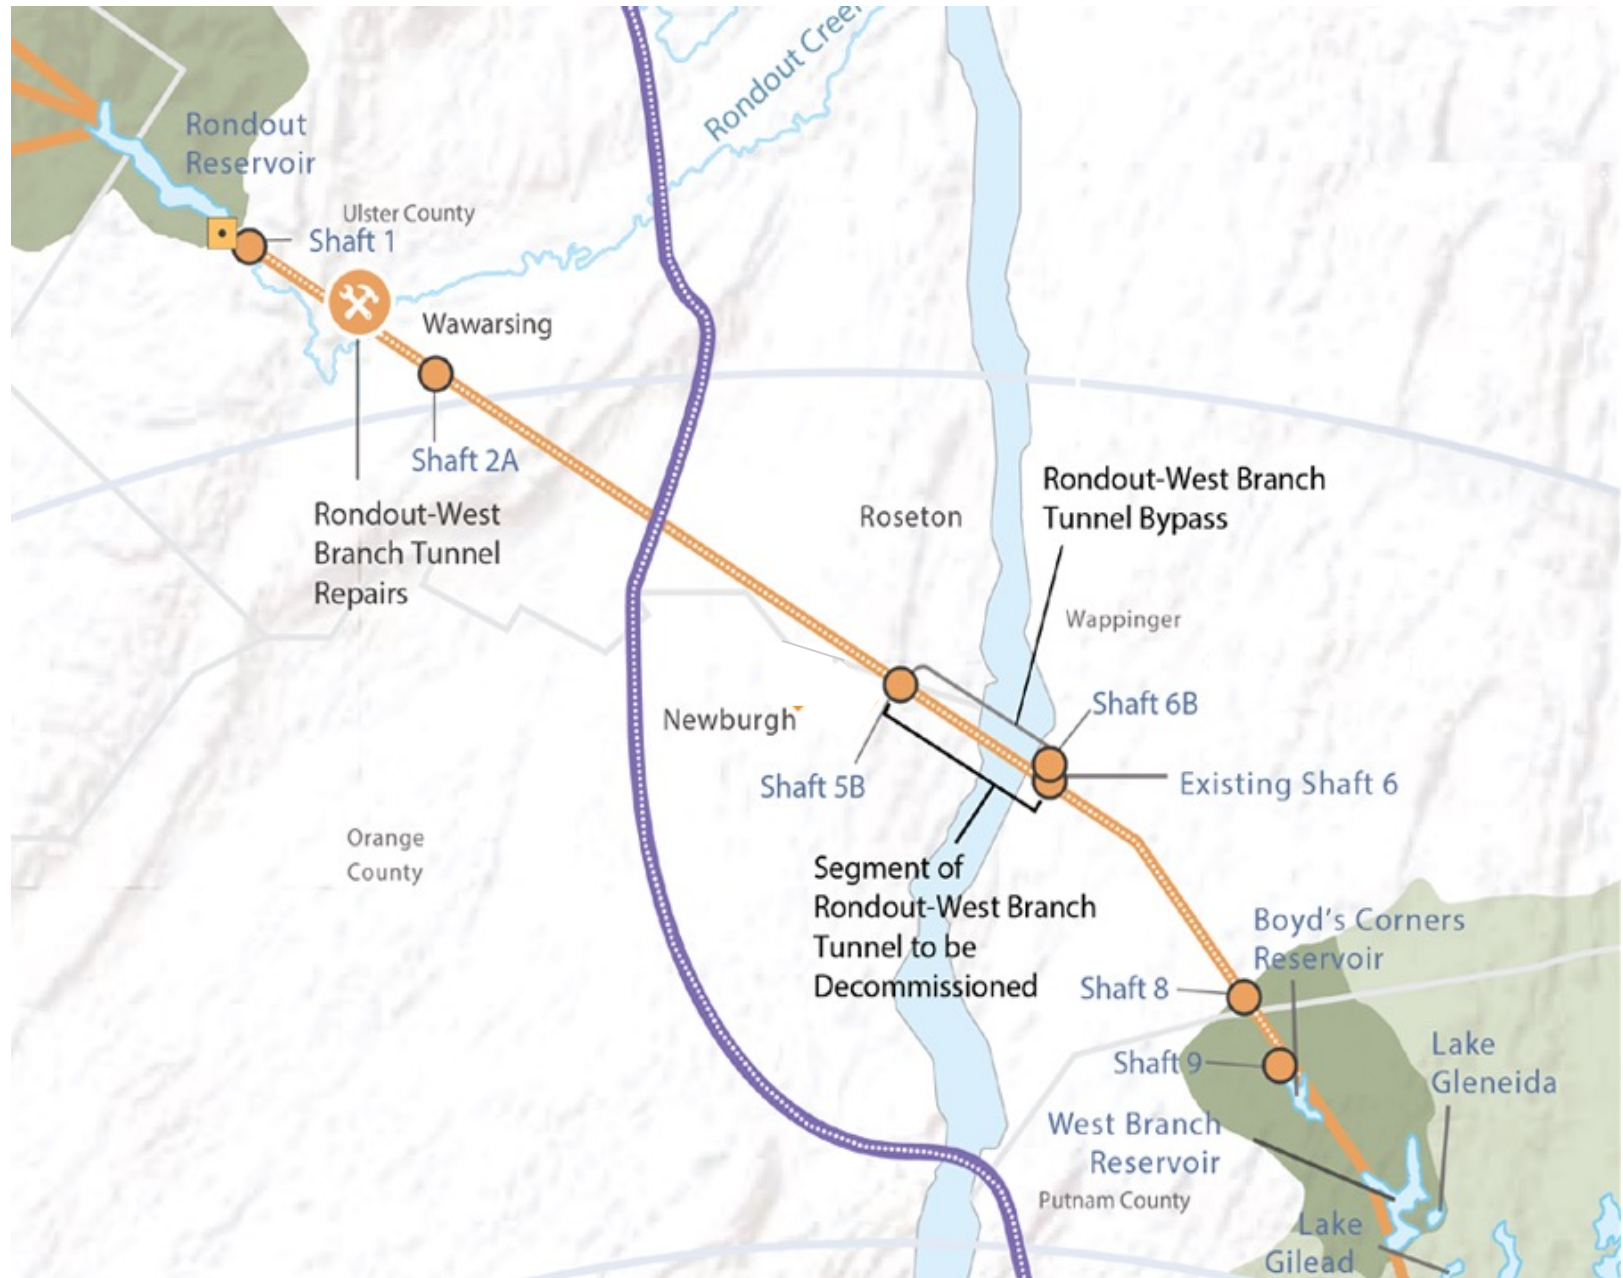 Rondout Creek
Rondout
Reservoir
Ulster County
Shaft 1
Wawarsing
Shaft 2A
Rondout-West
Branch Tunnel
Repairs
Rondout-West Branch
Tunnel Bypass
Roseton
Wappinger
Shaft 6B
Newburgh
Shaft 5B
Existing Shaft 6
Orange
County
Segment of
Rondout-West Branch
Tunnel to be
Decommissioned
Boyd's Corners
Reservoir
Shaft 8
Shaft 9
Lake
Gleneida
West Branch
Reservoir
Putnam County
Lake
Gilead